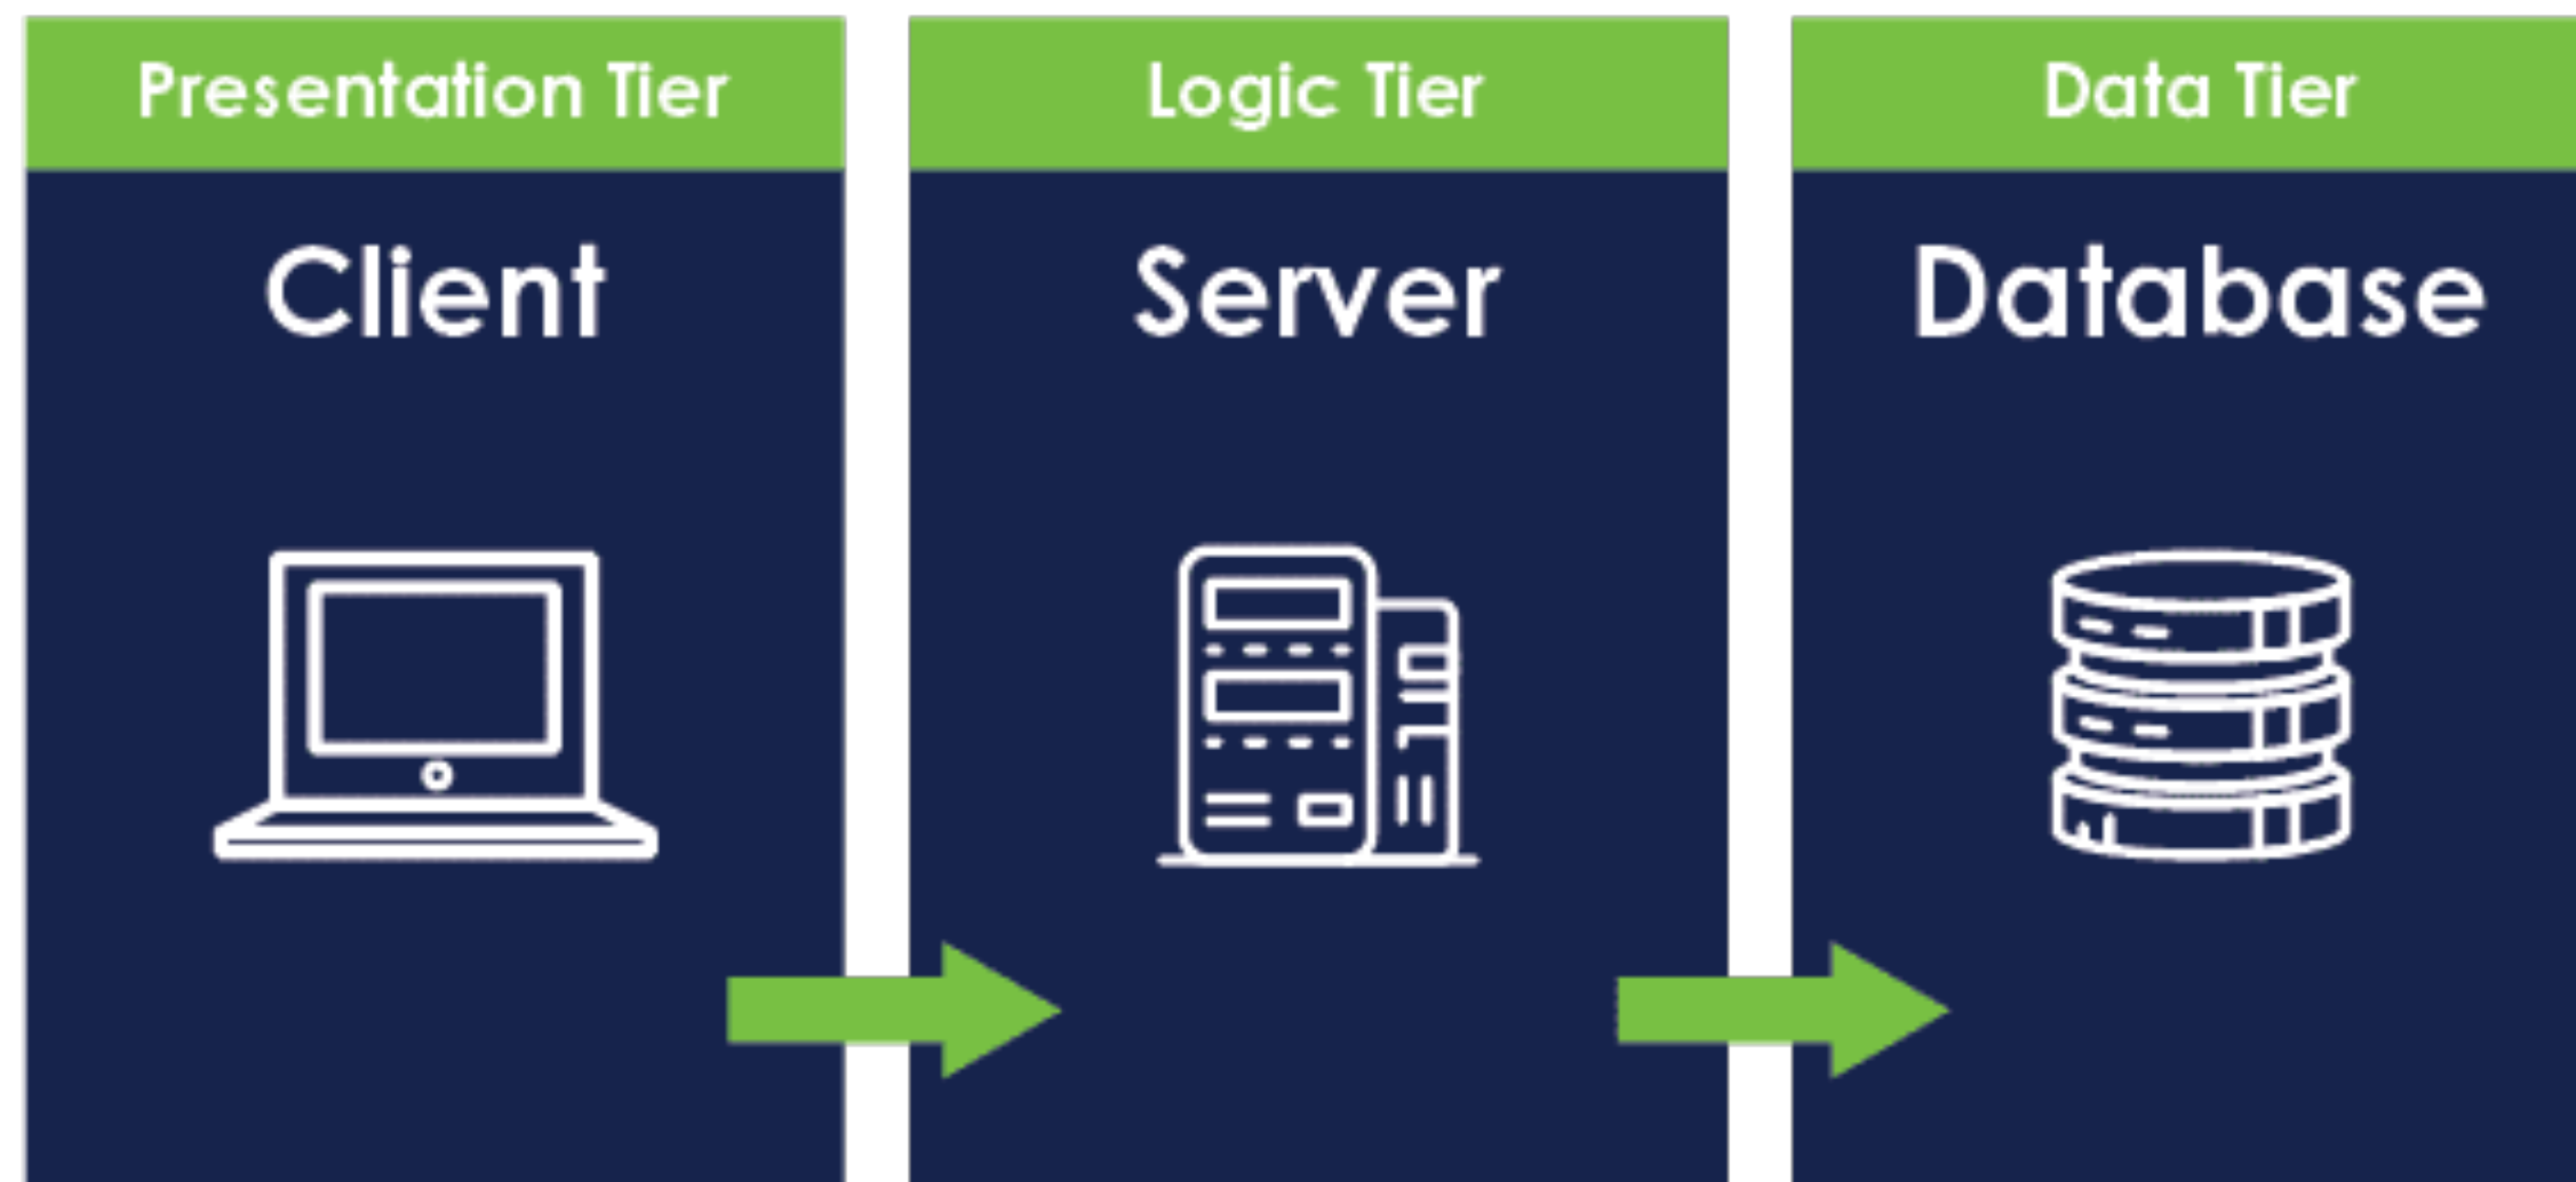 Presentation Tier
Client
Logic Tier
Server
Data Tier
Database